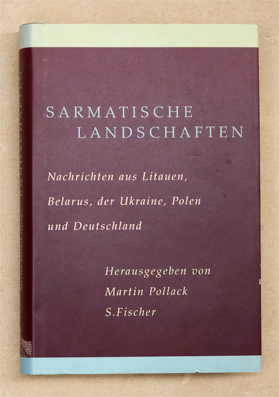 SARMATISCHE
LANDSCHAFTEN
Nachrichten aus Litauen,
Belarus, der Ukraine, Polen
und Deutschland
Herausgegeben von
Martin Pollack
S.Fischer